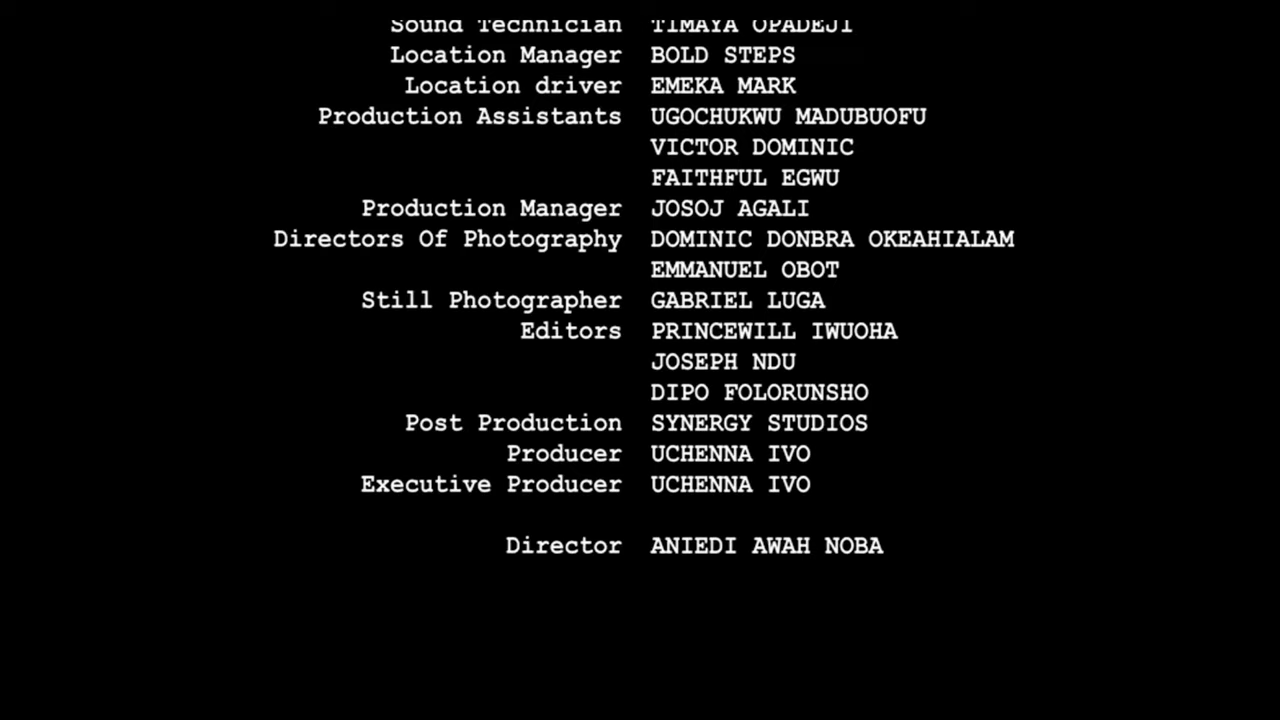 Sound Technician TIMAYA OPADEJI
Location Manager BOLD STEPS
Location driver EMEKA MARK
Production Assistants UGOCHUKWU MADUBUOFU
VICTOR DOMINIC
FAITHFUL EGWU
Production Manager JOSOJ AGALI
Directors Of Photography DOMINIC DONBRA OKEAHIALAM
EMMANUEL OBOT
Still Photographer GABRIEL LUGA
Editors PRINCEWILL IWUOHA
JOSEPH NDU
DIPO FOLORUNSHO
Post Production SYNERGY STUDIOS
Producer UCHENNA IVO
Executive Producer UCHENNA IVO
Director ANIEDI AWAH NOBA